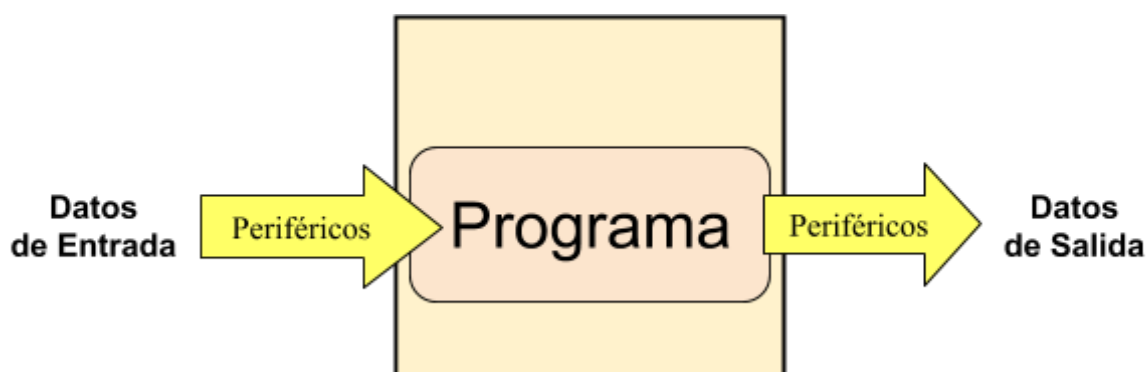 Datos
de Entrada
Periféricos
Programa
Periféricos
Datos
de Salida